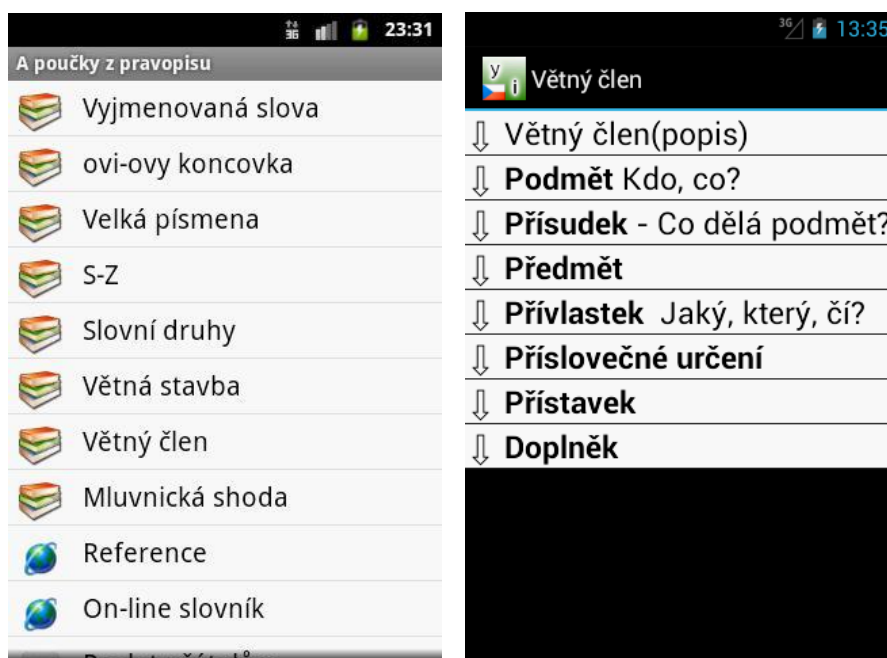 3G 23:31
A poučky z pravopisu
Vyjmenovaná slova
ovi-ovy koncovka
Velká písmena
S-Z
Slovní druhy
Větná stavba
Větný člen
Mluvnická shoda
Reference
On-line slovník
3G 13:35
y i Větný člen
Větný člen(popis)
Podmět Kdo, co?
Přísudek - Co dělá podmět?
Předmět
Přívlastek Jaký, který, čí?
Příslovečné určení
Přístavek
Doplněk